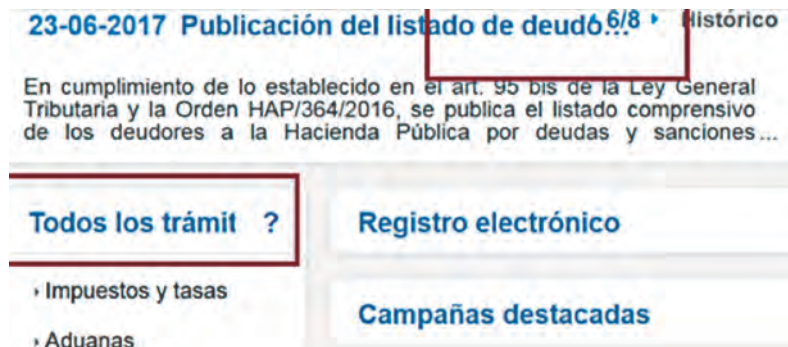 23-06-2017 Publicación del listado de deudo... 6/8 Histórico
En cumplimiento de lo establecido en el art. 95 bis de la Ley General
Tributaria y la Orden HAP/364/2016, se publica el listado comprensivo
de los deudores a la Hacienda Pública por deudas y sanciones...
Todos los trámit ?
Registro electrónico
Impuestos y tasas
Campañas destacadas
Aduanas